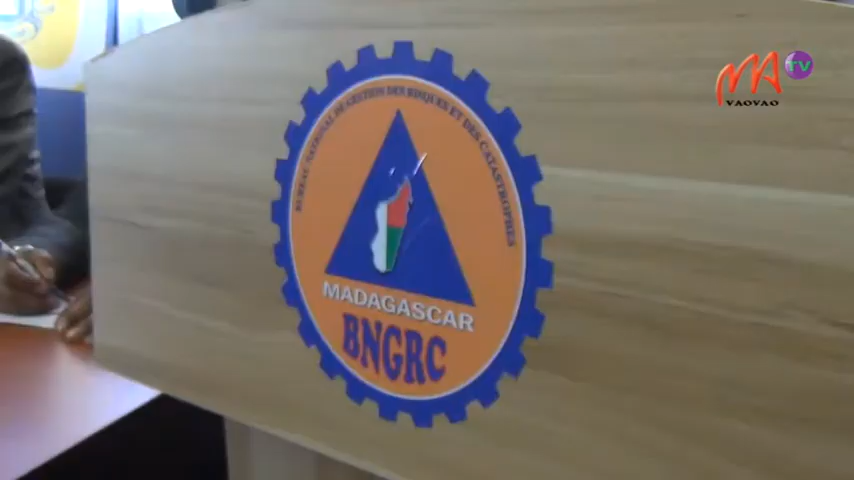 MA TV
VAOVAO
BUREAU NATIONAL DE GESTION DES RISQUES ET DES CATASTROPHES
MADAGASCAR
BNGRC